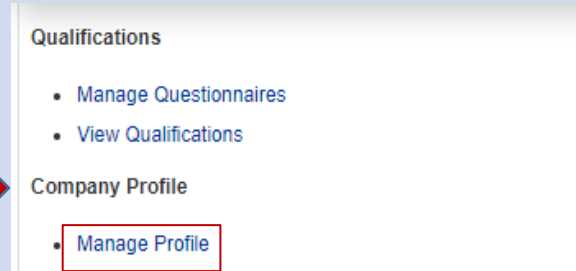 Qualifications
Manage Questionnaires
View Qualifications
Company Profile
Manage Profile